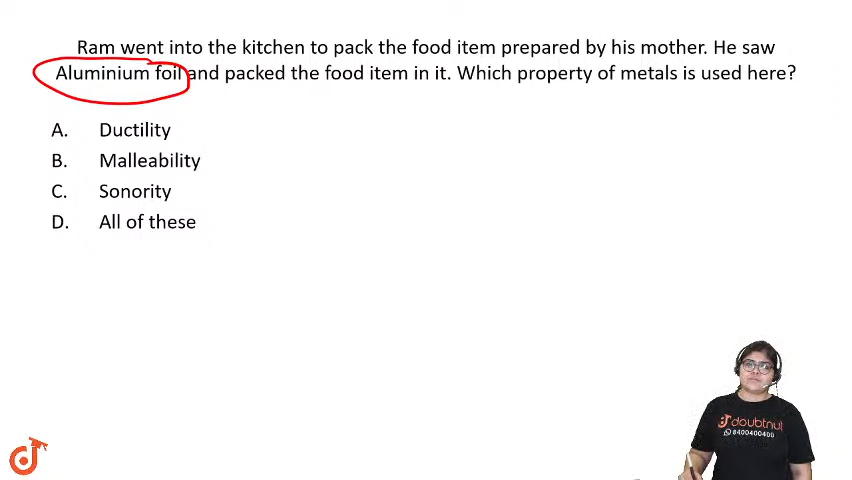 Ram went into the kitchen to pack the food item prepared by his mother. He saw
Aluminium foil and packed the food item in it. Which property of metals is used here?
A. Ductility
B. Malleability
C. Sonority
D. All of these
doubtnut
8400400400